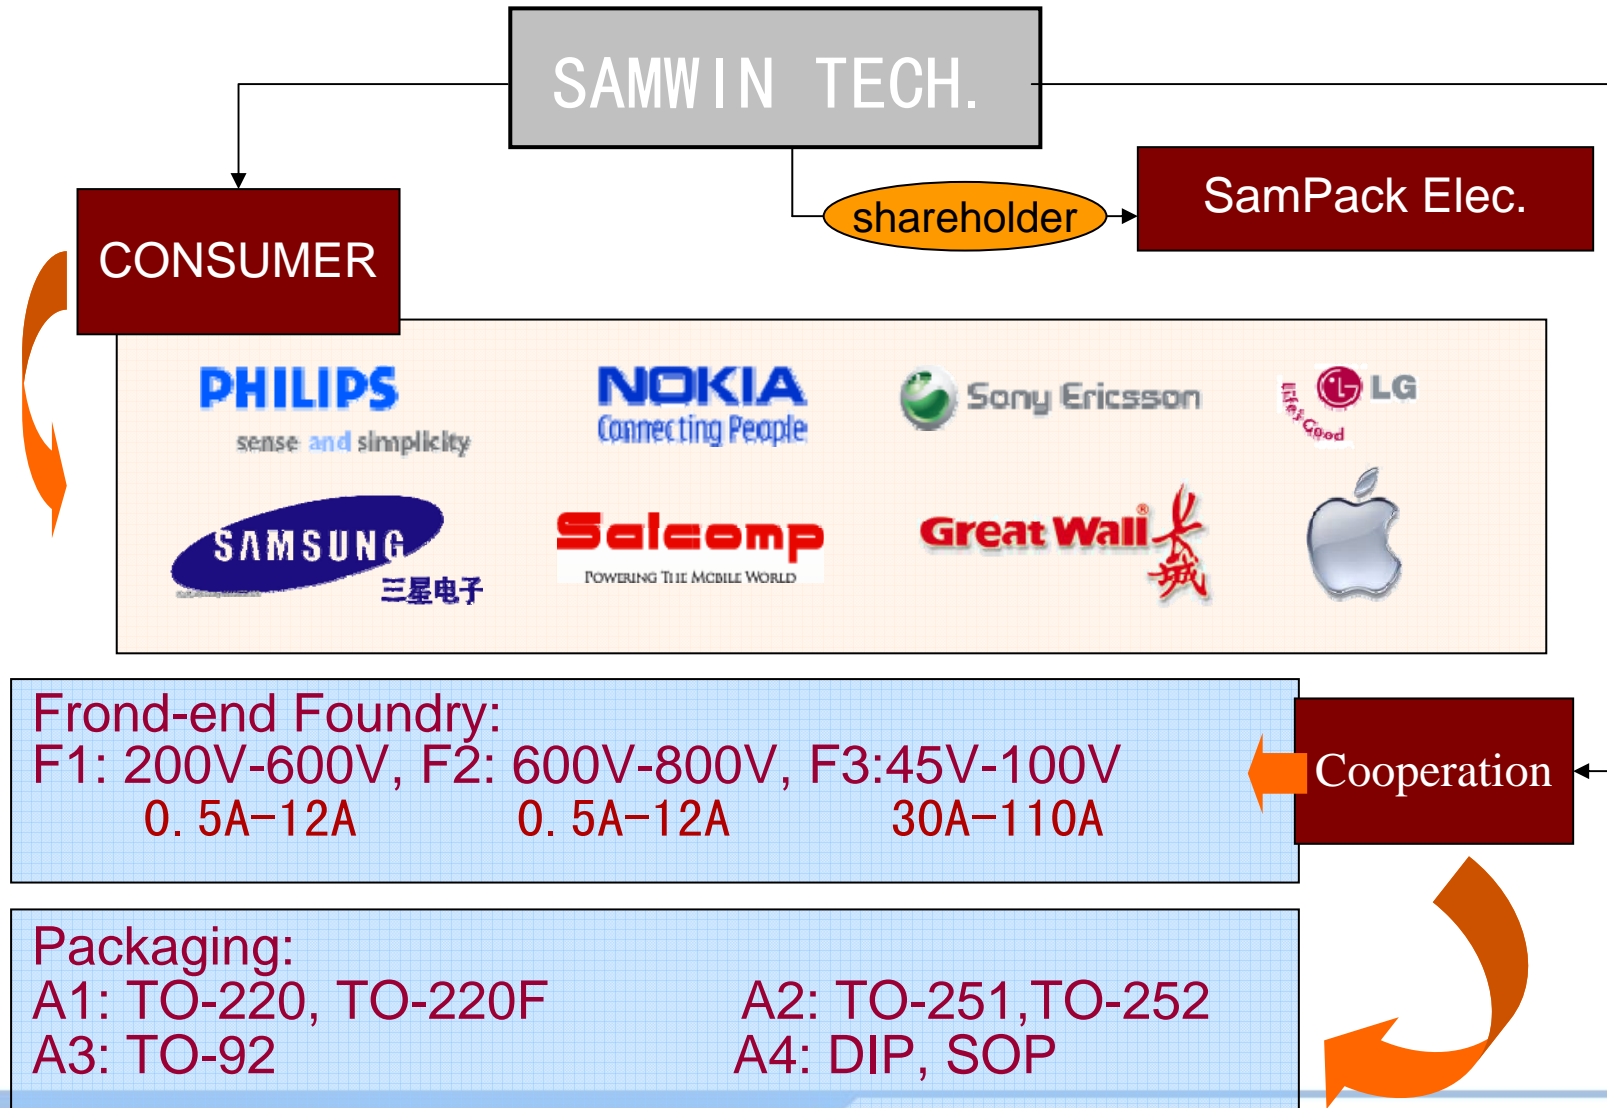 SAMWIN TECH.
shareholder
SamPack Elec.
CONSUMER
PHILIPS
sense and simplicity
NOKIA
Connecting People
Sony Ericsson
LG
Life's Good
SAMSUNG
三星电子
Salcomp
POWERING THE MOBILE WORLD
Great Wall®
长城
Frond-end Foundry:
F1: 200V-600V, F2: 600V-800V, F3:45V-100V
0.5A-12A 0.5A-12A 30A-110A
Cooperation
Packaging:
A1: TO-220, TO-220F A2: TO-251,TO-252
A3: TO-92 A4: DIP, SOP